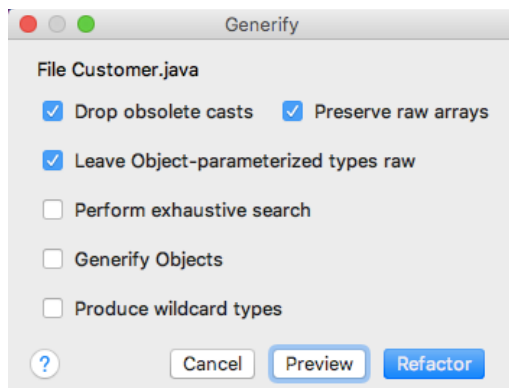 Generify
File Customer.java
Drop obsolete casts Preserve raw arrays
Leave Object-parameterized types raw
Perform exhaustive search
Generify Objects
Produce wildcard types
? Cancel Preview Refactor